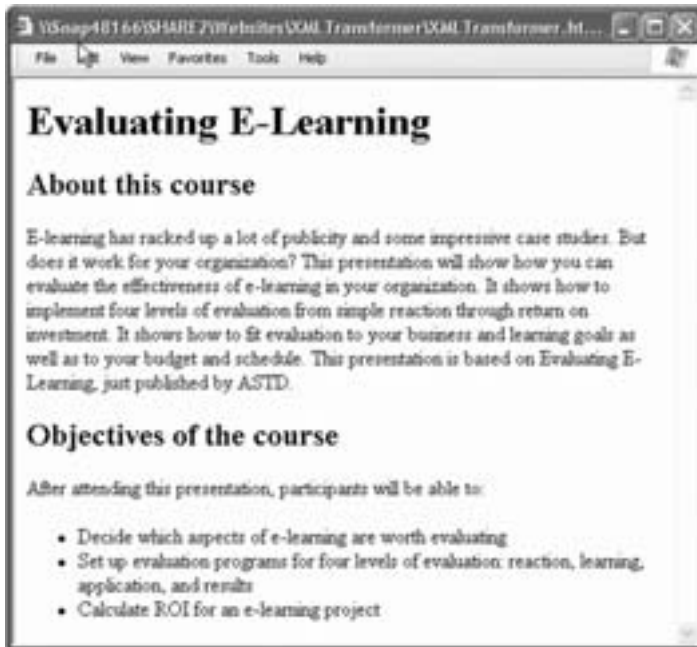 \\Snap48166\SHARE2\Websites\XML Transformer\XML Transformer.ht...
File Edit View Favorites Tools Help
Evaluating E-Learning
About this course
E-learning has racked up a lot of publicity and some impressive case studies. But
does it work for your organization? This presentation will show how you can
evaluate the effectiveness of e-learning in your organization. It shows how to
implement four levels of evaluation from simple reaction through return on
investment. It shows how to fit evaluation to your business and learning goals as
well as to your budget and schedule. This presentation is based on Evaluating E-
Learning, just published by ASTD.
Objectives of the course
After attending this presentation, participants will be able to:
• Decide which aspects of e-learning are worth evaluating
• Set up evaluation programs for four levels of evaluation: reaction, learning,
application, and results
• Calculate ROI for an e-learning project